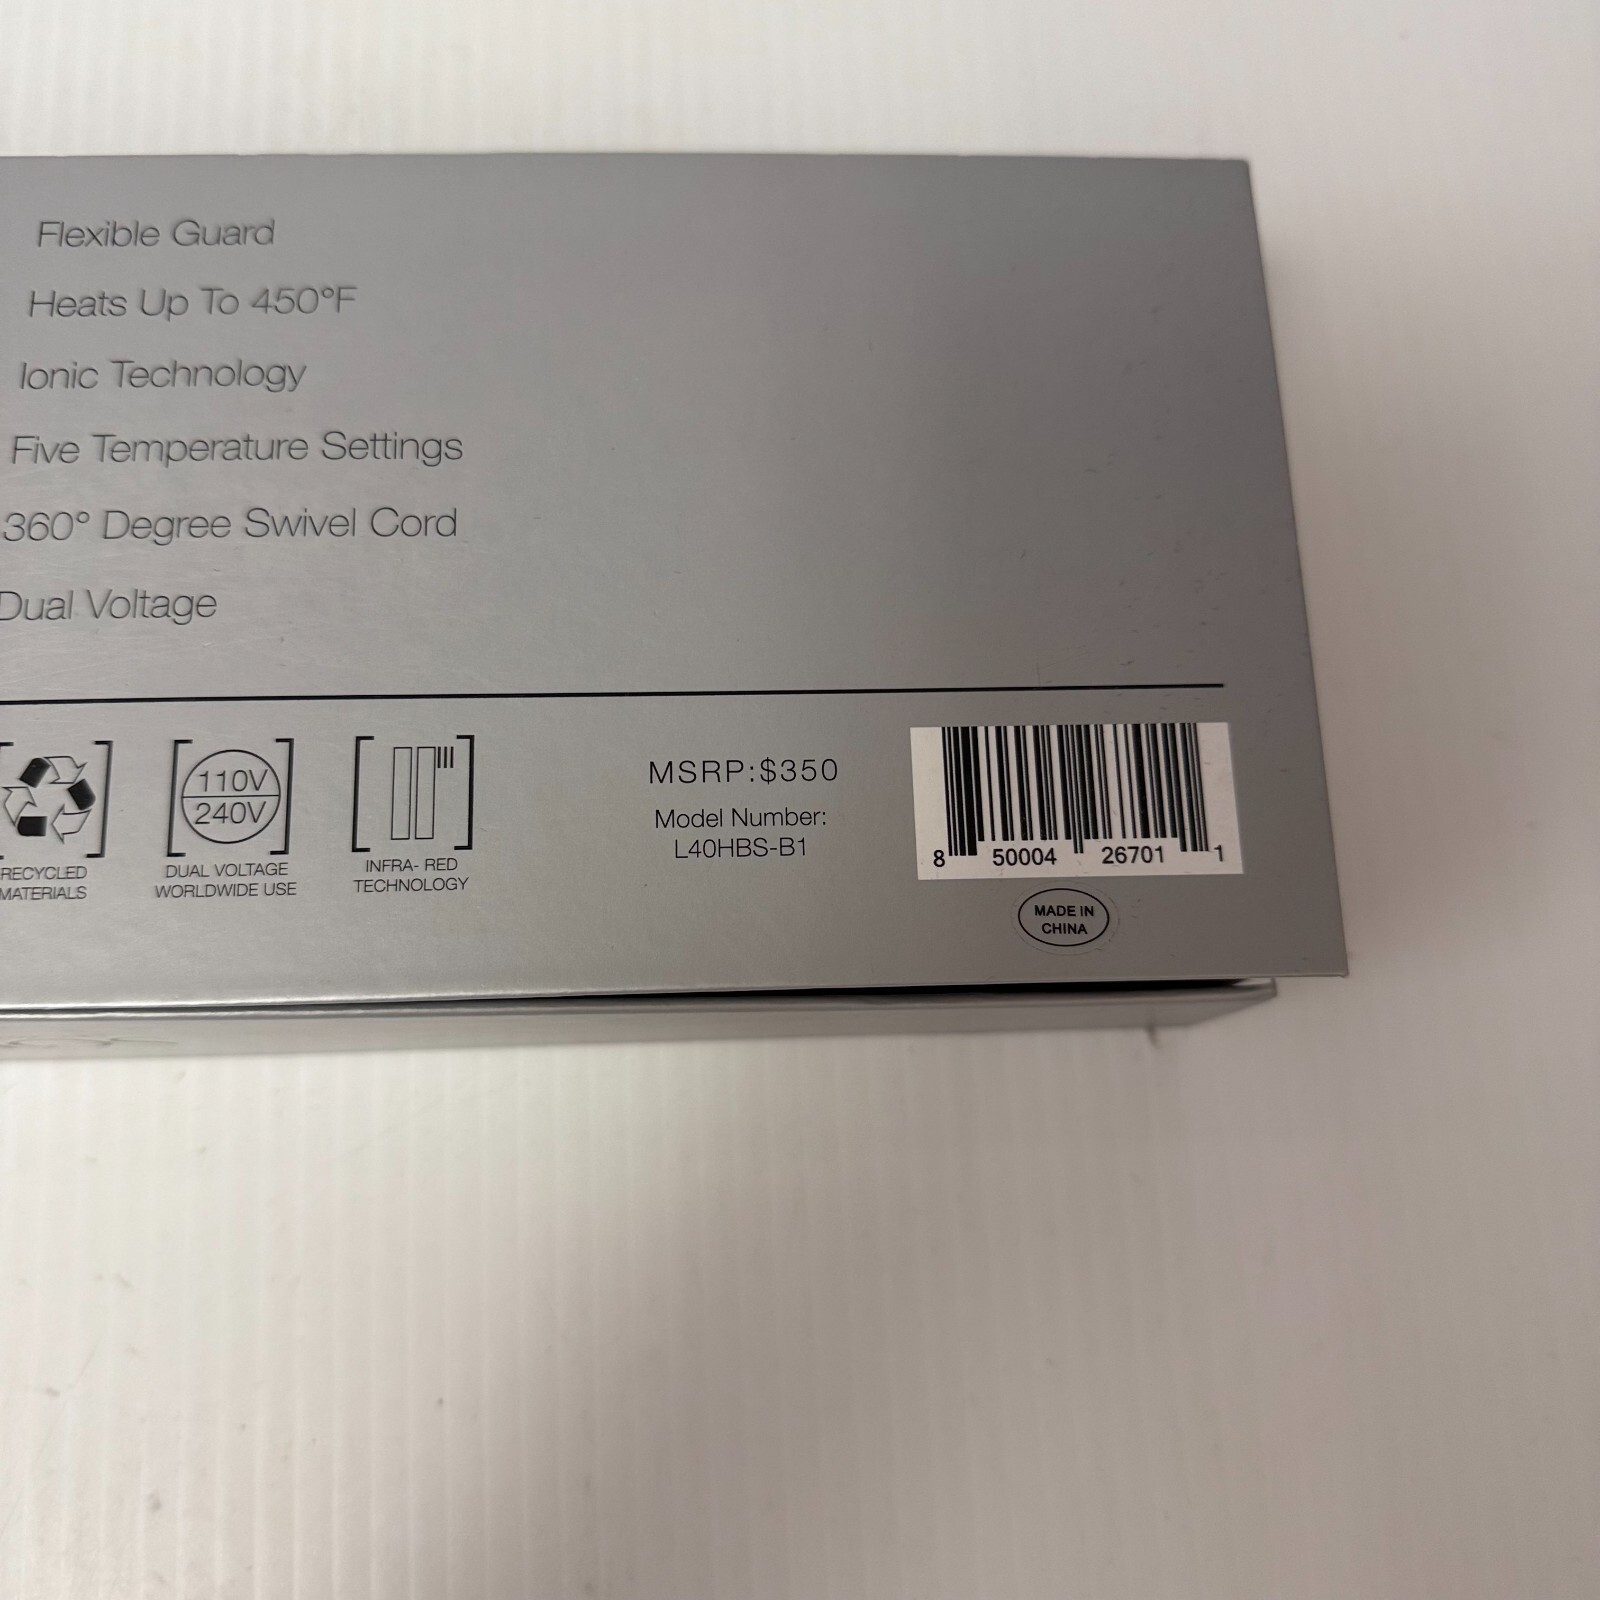 Flexible Guard
Heats Up To 450°F
Ionic Technology
Five Temperature Settings
360° Degree Swivel Cord
Dual Voltage
110V
240V
RECYCLED
MATERIALS
DUAL VOLTAGE
WORLDWIDE USE
INFRA- RED
TECHNOLOGY
MSRP:$350
Model Number:
L40HBS-B1
8 50004 26701 1
MADE IN
CHINA